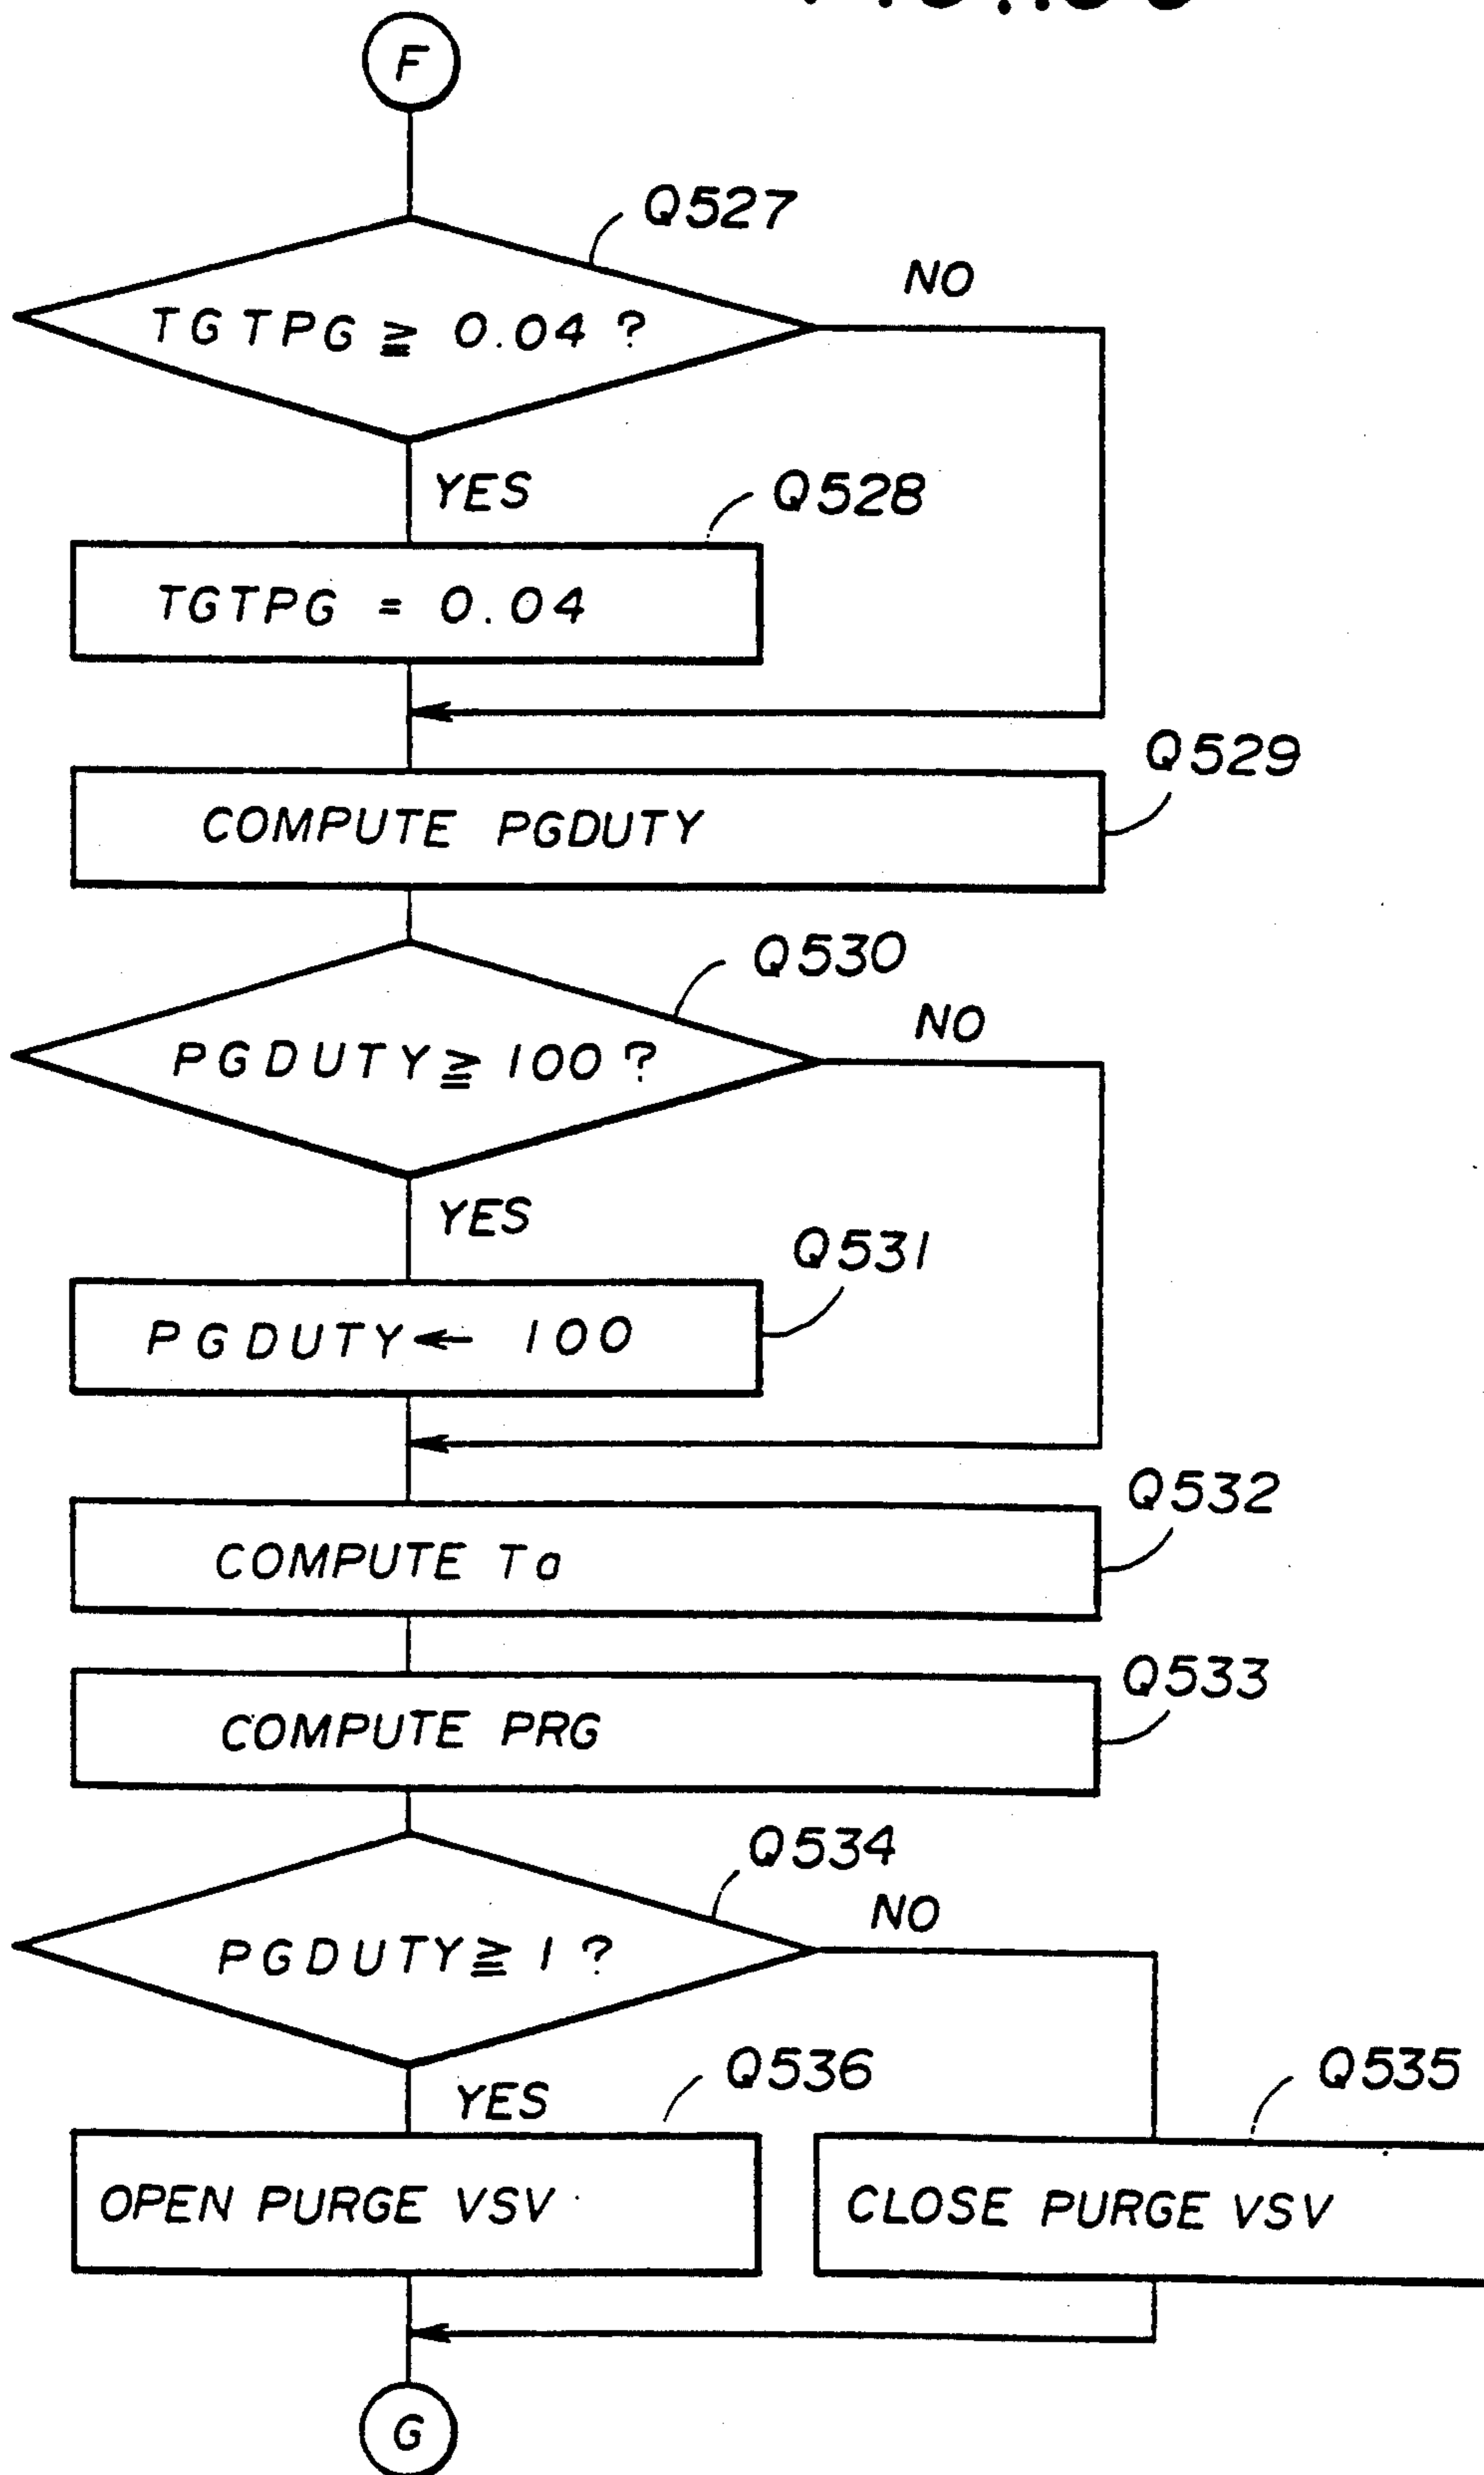 F
Q527
NO
TGTPG ≧ 0.04 ?
YES
Q528
TGTPG = 0.04
Q529
COMPUTE PGDUTY
Q530
NO
PGDUTY ≧ 100 ?
YES
Q531
PGDUTY ← 100
Q532
COMPUTE Ta
Q533
COMPUTE PRG
Q534
NO
PGDUTY ≧ 1 ?
Q536
Q535
YES
OPEN PURGE VSV
CLOSE PURGE VSV
G